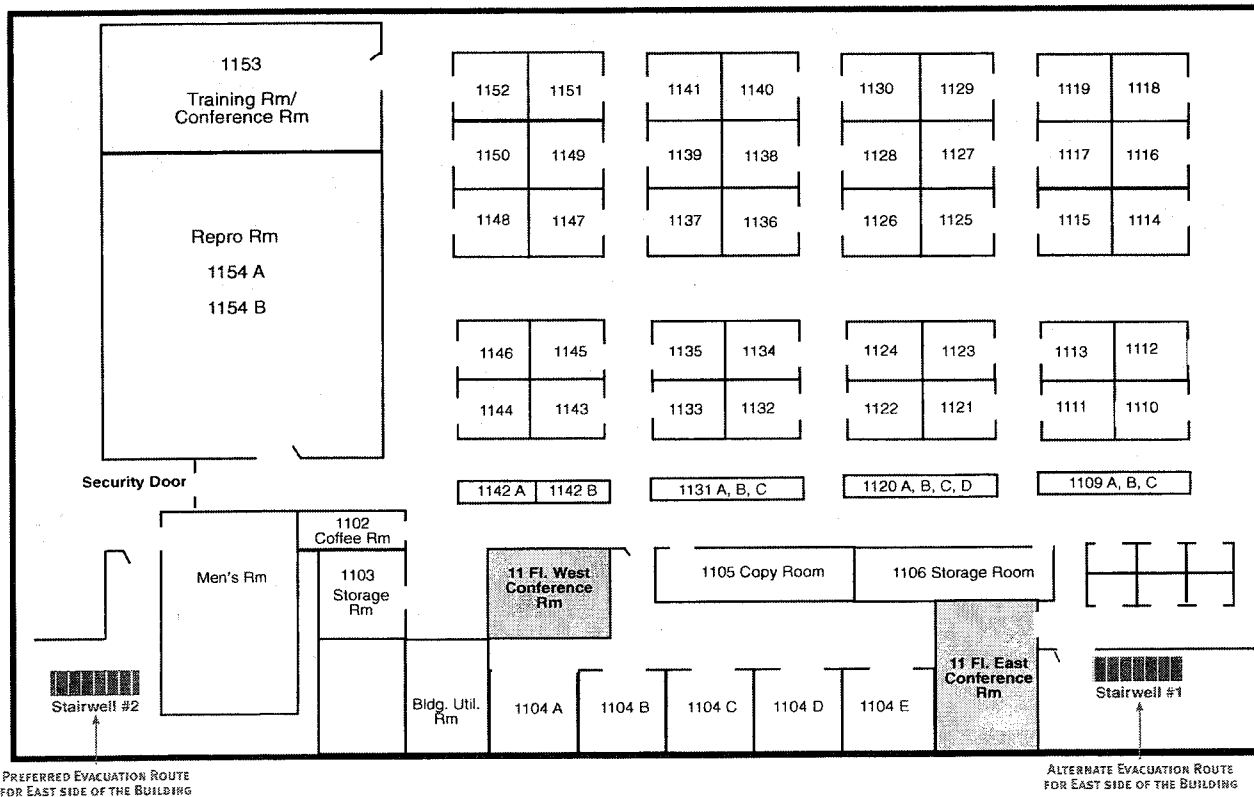 1153
Training Rm/
Conference Rm
1152 1151 1141 1140 1130 1129 1119 1118
1150 1149 1139 1138 1128 1127 1117 1116
1148 1147 1137 1136 1126 1125 1115 1114
Repro Rm
1154 A
1154 B
1146 1145 1135 1134 1124 1123 1113 1112
1144 1143 1133 1132 1122 1121 1111 1110
Security Door
1142 A 1142 B 1131 A, B, C 1120 A, B, C, D 1109 A, B, C
1102
Coffee Rm
Men's Rm
1103
Storage
Rm
11 Fl. West
Conference
Rm
1105 Copy Room 1106 Storage Room
11 Fl. East
Conference
Rm
Stairwell #2
Stairwell #1
Bldg. Util.
Rm
1104 A 1104 B 1104 C 1104 D 1104 E
PREFERRED EVACUATION ROUTE
FOR EAST SIDE OF THE BUILDING
ALTERNATE EVACUATION ROUTE
FOR EAST SIDE OF THE BUILDING